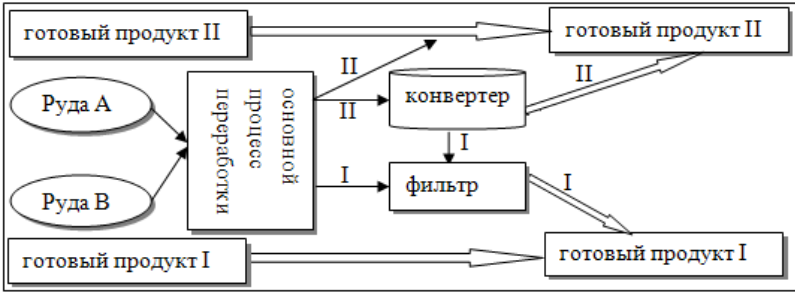 готовый продукт II
готовый продукт II
II
II
Руда A
основной
процесс
переработки
конвертер
II
I
Руда B
I
фильтр
I
готовый продукт I
готовый продукт I